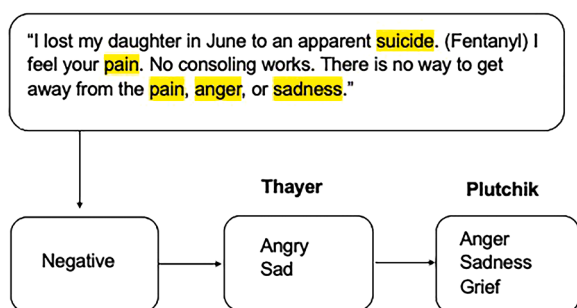 “I lost my daughter in June to an apparent suicide. (Fentanyl) I
feel your pain. No consoling works. There is no way to get
away from the pain, anger, or sadness.”
Thayer
Plutchik
Negative
Angry
Sad
Anger
Sadness
Grief